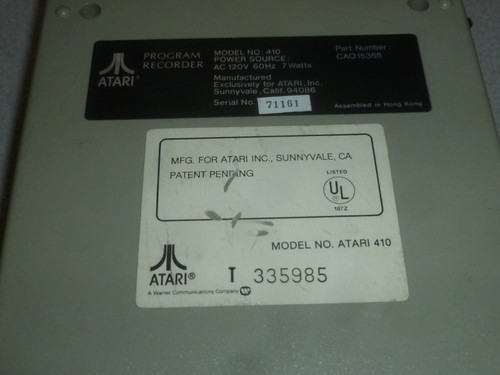 ATARI®
PROGRAM RECORDER
MODEL NO: 410
POWER SOURCE:
AC 120V 60Hz 7 Watts
Manufactured
Exclusively for ATARI, Inc.
Sunnyvale, Calif. 94086
Serial No. 71161
Part Number:
CAO15368
Assembled in Hong Kong
MFG. FOR ATARI INC., SUNNYVALE, CA
PATENT PENDING
LISTED
UL
187Z
MODEL NO. ATARI 410
ATARI®
A Warner Communications Company
T 335985